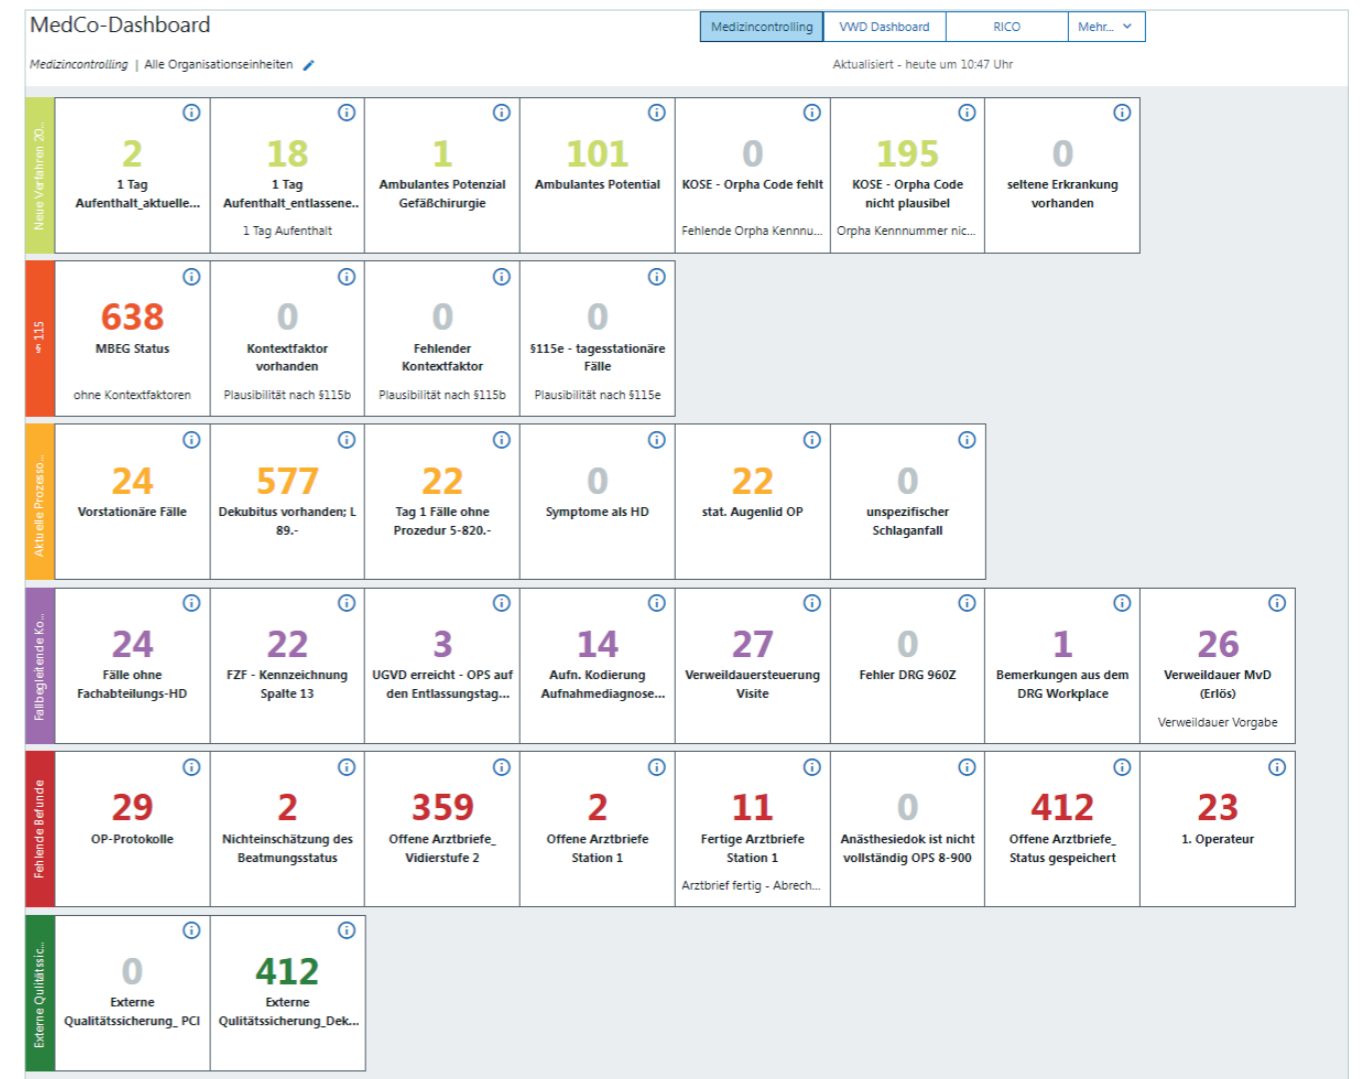 MedCo-Dashboard
Medizincontrolling
VWD Dashboard
RICO
Mehr...
Medizincontrolling | Alle Organisationseinheiten
Aktualisiert - heute um 10:47 Uhr
Neue Verfahren 20...
2
1 Tag
Aufenthalt_aktuelle...
18
1 Tag
Aufenthalt_entlassene..
1 Tag Aufenthalt
1
Ambulantes Potenzial
Gefäßchirurgie
101
Ambulantes Potential
0
KOSE - Orpha Code fehlt
Fehlende Orpha Kennnu...
195
KOSE - Orpha Code
nicht plausibel
Orpha Kennnummer nic...
0
seltene Erkrankung
vorhanden
§ 115
638
MBEG Status
ohne Kontextfaktoren
0
Kontextfaktor
vorhanden
Plausibilität nach §115b
0
Fehlender
Kontextfaktor
Plausibilität nach §115b
0
§115e - tagesstationäre
Fälle
Plausibilität nach §115e
Aktuelle Prozesso...
24
Vorstationäre Fälle
577
Dekubitus vorhanden; L
89.-
22
Tag 1 Fälle ohne
Prozedur 5-820.-
0
Symptome als HD
22
stat. Augenlid OP
0
unspezifischer
Schlaganfall
Fallbegleitende Ko...
24
Fälle ohne
Fachabteilungs-HD
22
FZF - Kennzeichnung
Spalte 13
3
UGVD erreicht - OPS auf
den Entlassungstag...
14
Aufn. Kodierung
Aufnahmediagnose...
27
Verweildauersteuerung
Visite
0
Fehler DRG 960Z
1
Bemerkungen aus dem
DRG Workplace
26
Verweildauer MvD
(Erlös)
Verweildauer Vorgabe
Fehlende Befunde
29
OP-Protokolle
2
Nichteinschätzung des
Beatmungsstatus
359
Offene Arztbriefe_
Vidierstufe 2
2
Offene Arztbriefe
Station 1
11
Fertige Arztbriefe
Station 1
Arztbrief fertig - Abrech...
0
Anästhesiedok ist nicht
vollständig OPS 8-900
412
Offene Arztbriefe_
Status gespeichert
23
1. Operateur
Externe Qulitätssic...
0
Externe
Qualitätssicherung_ PCI
412
Externe
Qulitätssicherung_Dek...